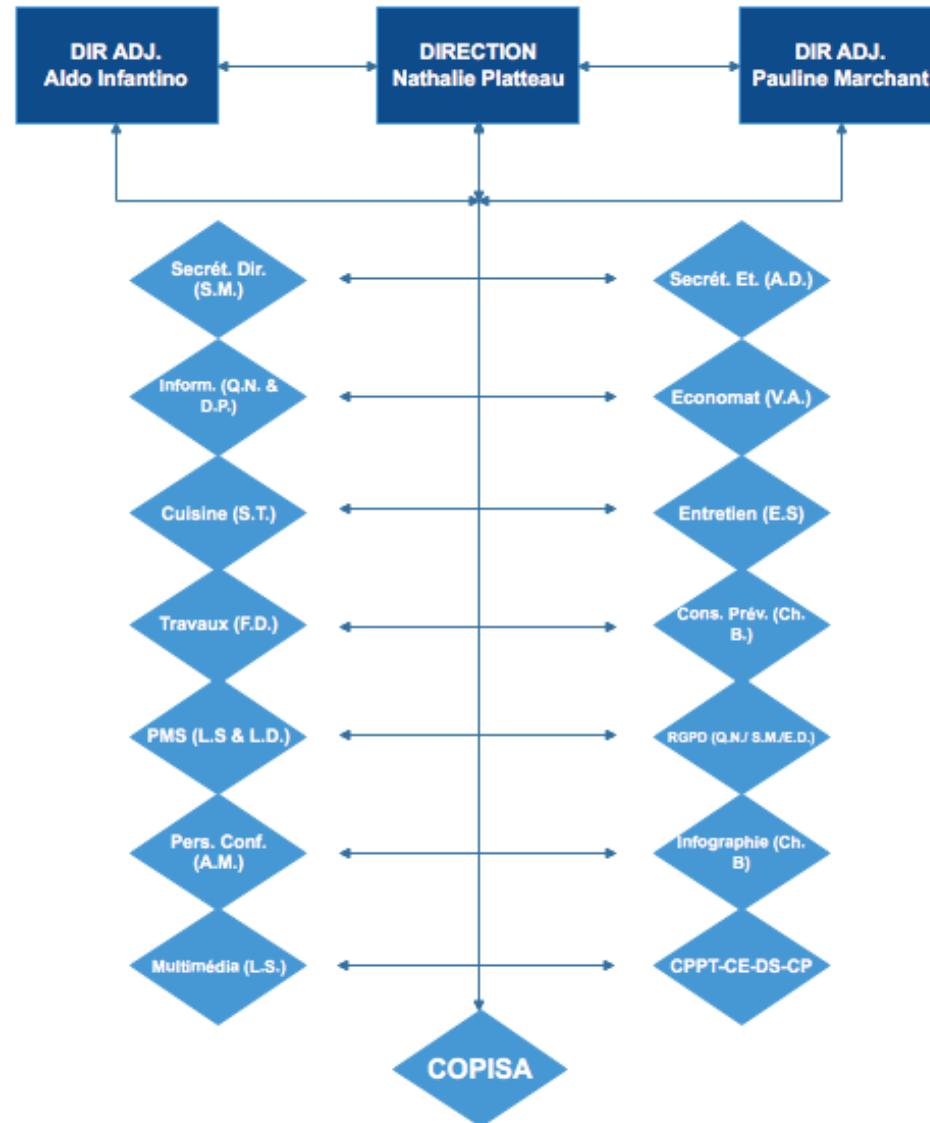 DIR ADJ.
Aldo Infantino
DIRECTION
Nathalie Platteau
DIR ADJ.
Pauline Marchant
Secrét. Dir.
(S.M.)
Secrét. Et. (A.D.)
Inform. (Q.N. &
D.P.)
Economat (V.A.)
Cuisine (S.T.)
Entretien (E.S)
Travaux (F.D.)
Cons. Prév. (Ch.
B.)
PMS (L.S & L.D.)
RGPD (Q.N./ S.M./E.D.)
Pers. Conf.
(A.M.)
Infographie (Ch.
B)
Multimédia (L.S.)
CPPT-CE-DS-CP
COPISA